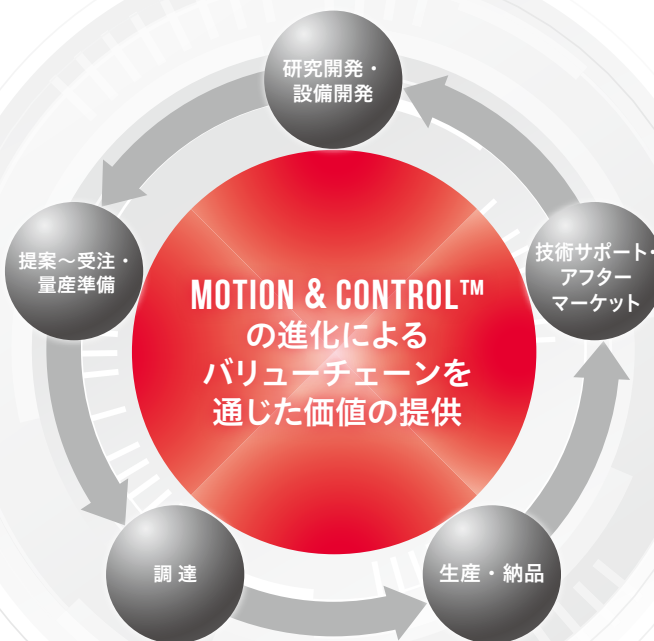 研究開発・
設備開発
提案～受注・
量産準備
技術サポート・
アフター
マーケット
MOTION & CONTROL™
の進化による
バリューチェーンを
通じた価値の提供
調達
生産・納品